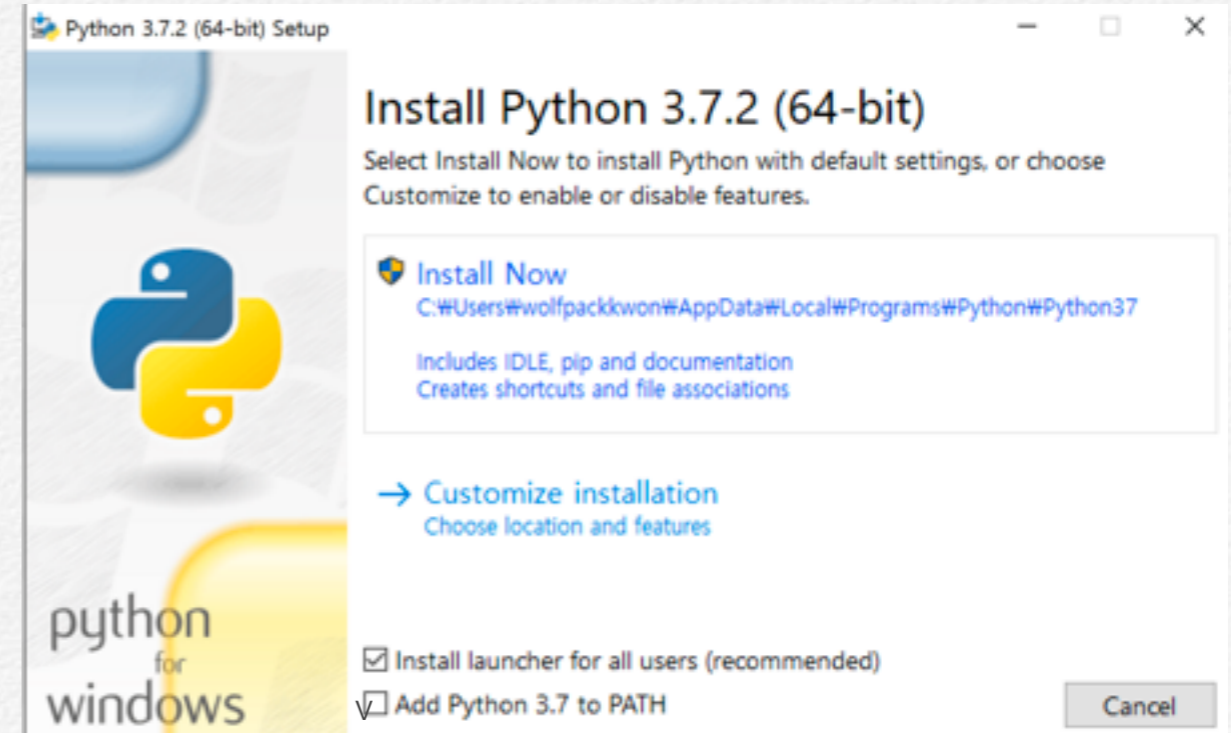 Python 3.7.2 (64-bit) Setup
Install Python 3.7.2 (64-bit)
Select Install Now to install Python with default settings, or choose
Customize to enable or disable features.
Install Now
C:₩Users₩wolfpackkwon₩AppData₩Local₩Programs₩Python₩Python37
Includes IDLE, pip and documentation
Creates shortcuts and file associations
Customize installation
Choose location and features
python
for
windows
Install launcher for all users (recommended)
V Add Python 3.7 to PATH
Cancel